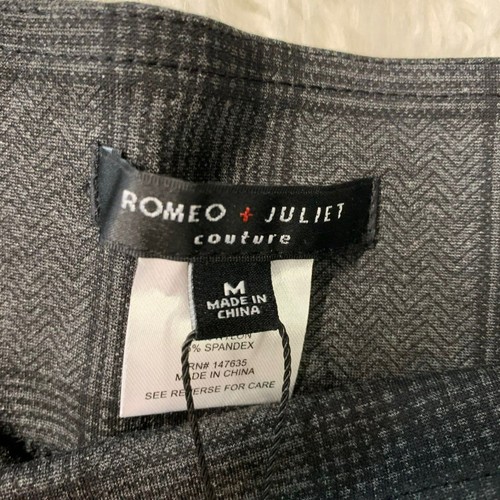 ROMEO + JULIET
couture
M
MADE IN
CHINA
% SPANDEX
RN# 147635
MADE IN CHINA
SEE REVERSE FOR CARE